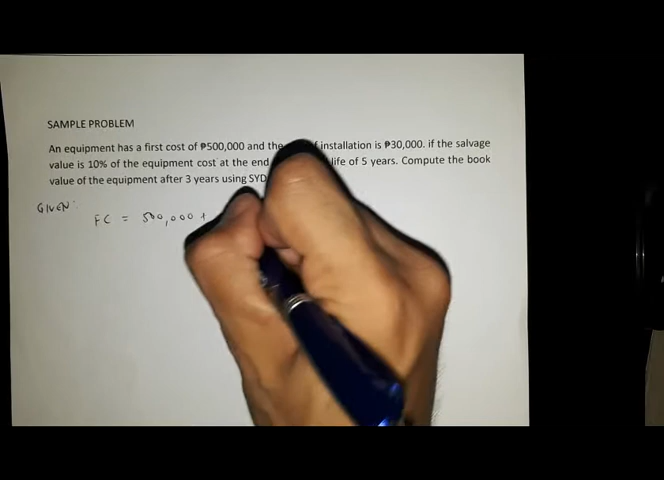 SAMPLE PROBLEM
An equipment has a first cost of ₱500,000 and the installation is ₱30,000. if the salvage
value is 10% of the equipment cost at the end life of 5 years. Compute the book
value of the equipment after 3 years using SYD
GIVEN:
FC = 500,000 +